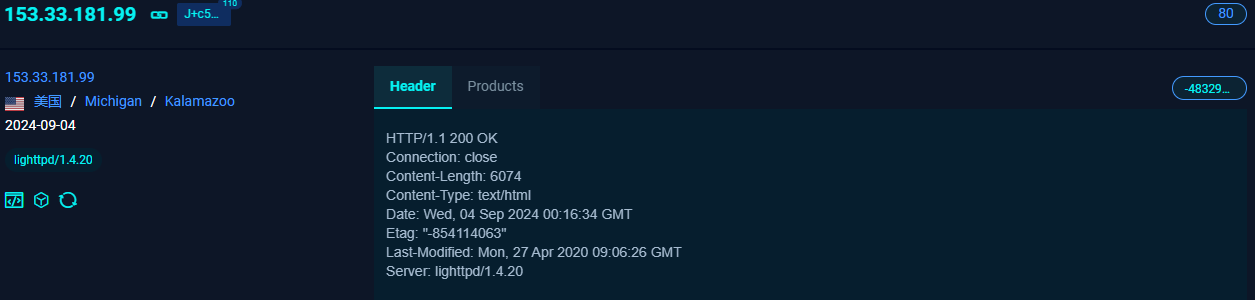 153.33.181.99 J+c5... 110 80
153.33.181.99
美国 / Michigan / Kalamazoo
2024-09-04
lighttpd/1.4.20
Header Products
-48329...
HTTP/1.1 200 OK
Connection: close
Content-Length: 6074
Content-Type: text/html
Date: Wed, 04 Sep 2024 00:16:34 GMT
Etag: "-854114063"
Last-Modified: Mon, 27 Apr 2020 09:06:26 GMT
Server: lighttpd/1.4.20